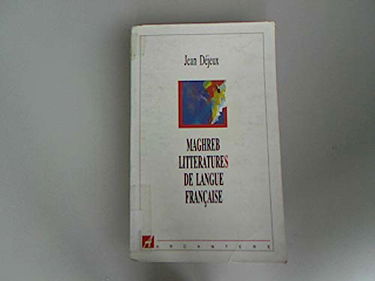 Jean Déjeux
MAGHREB
LITTERATURES
DE LANGUE
FRANÇAISE
ARCANTERE